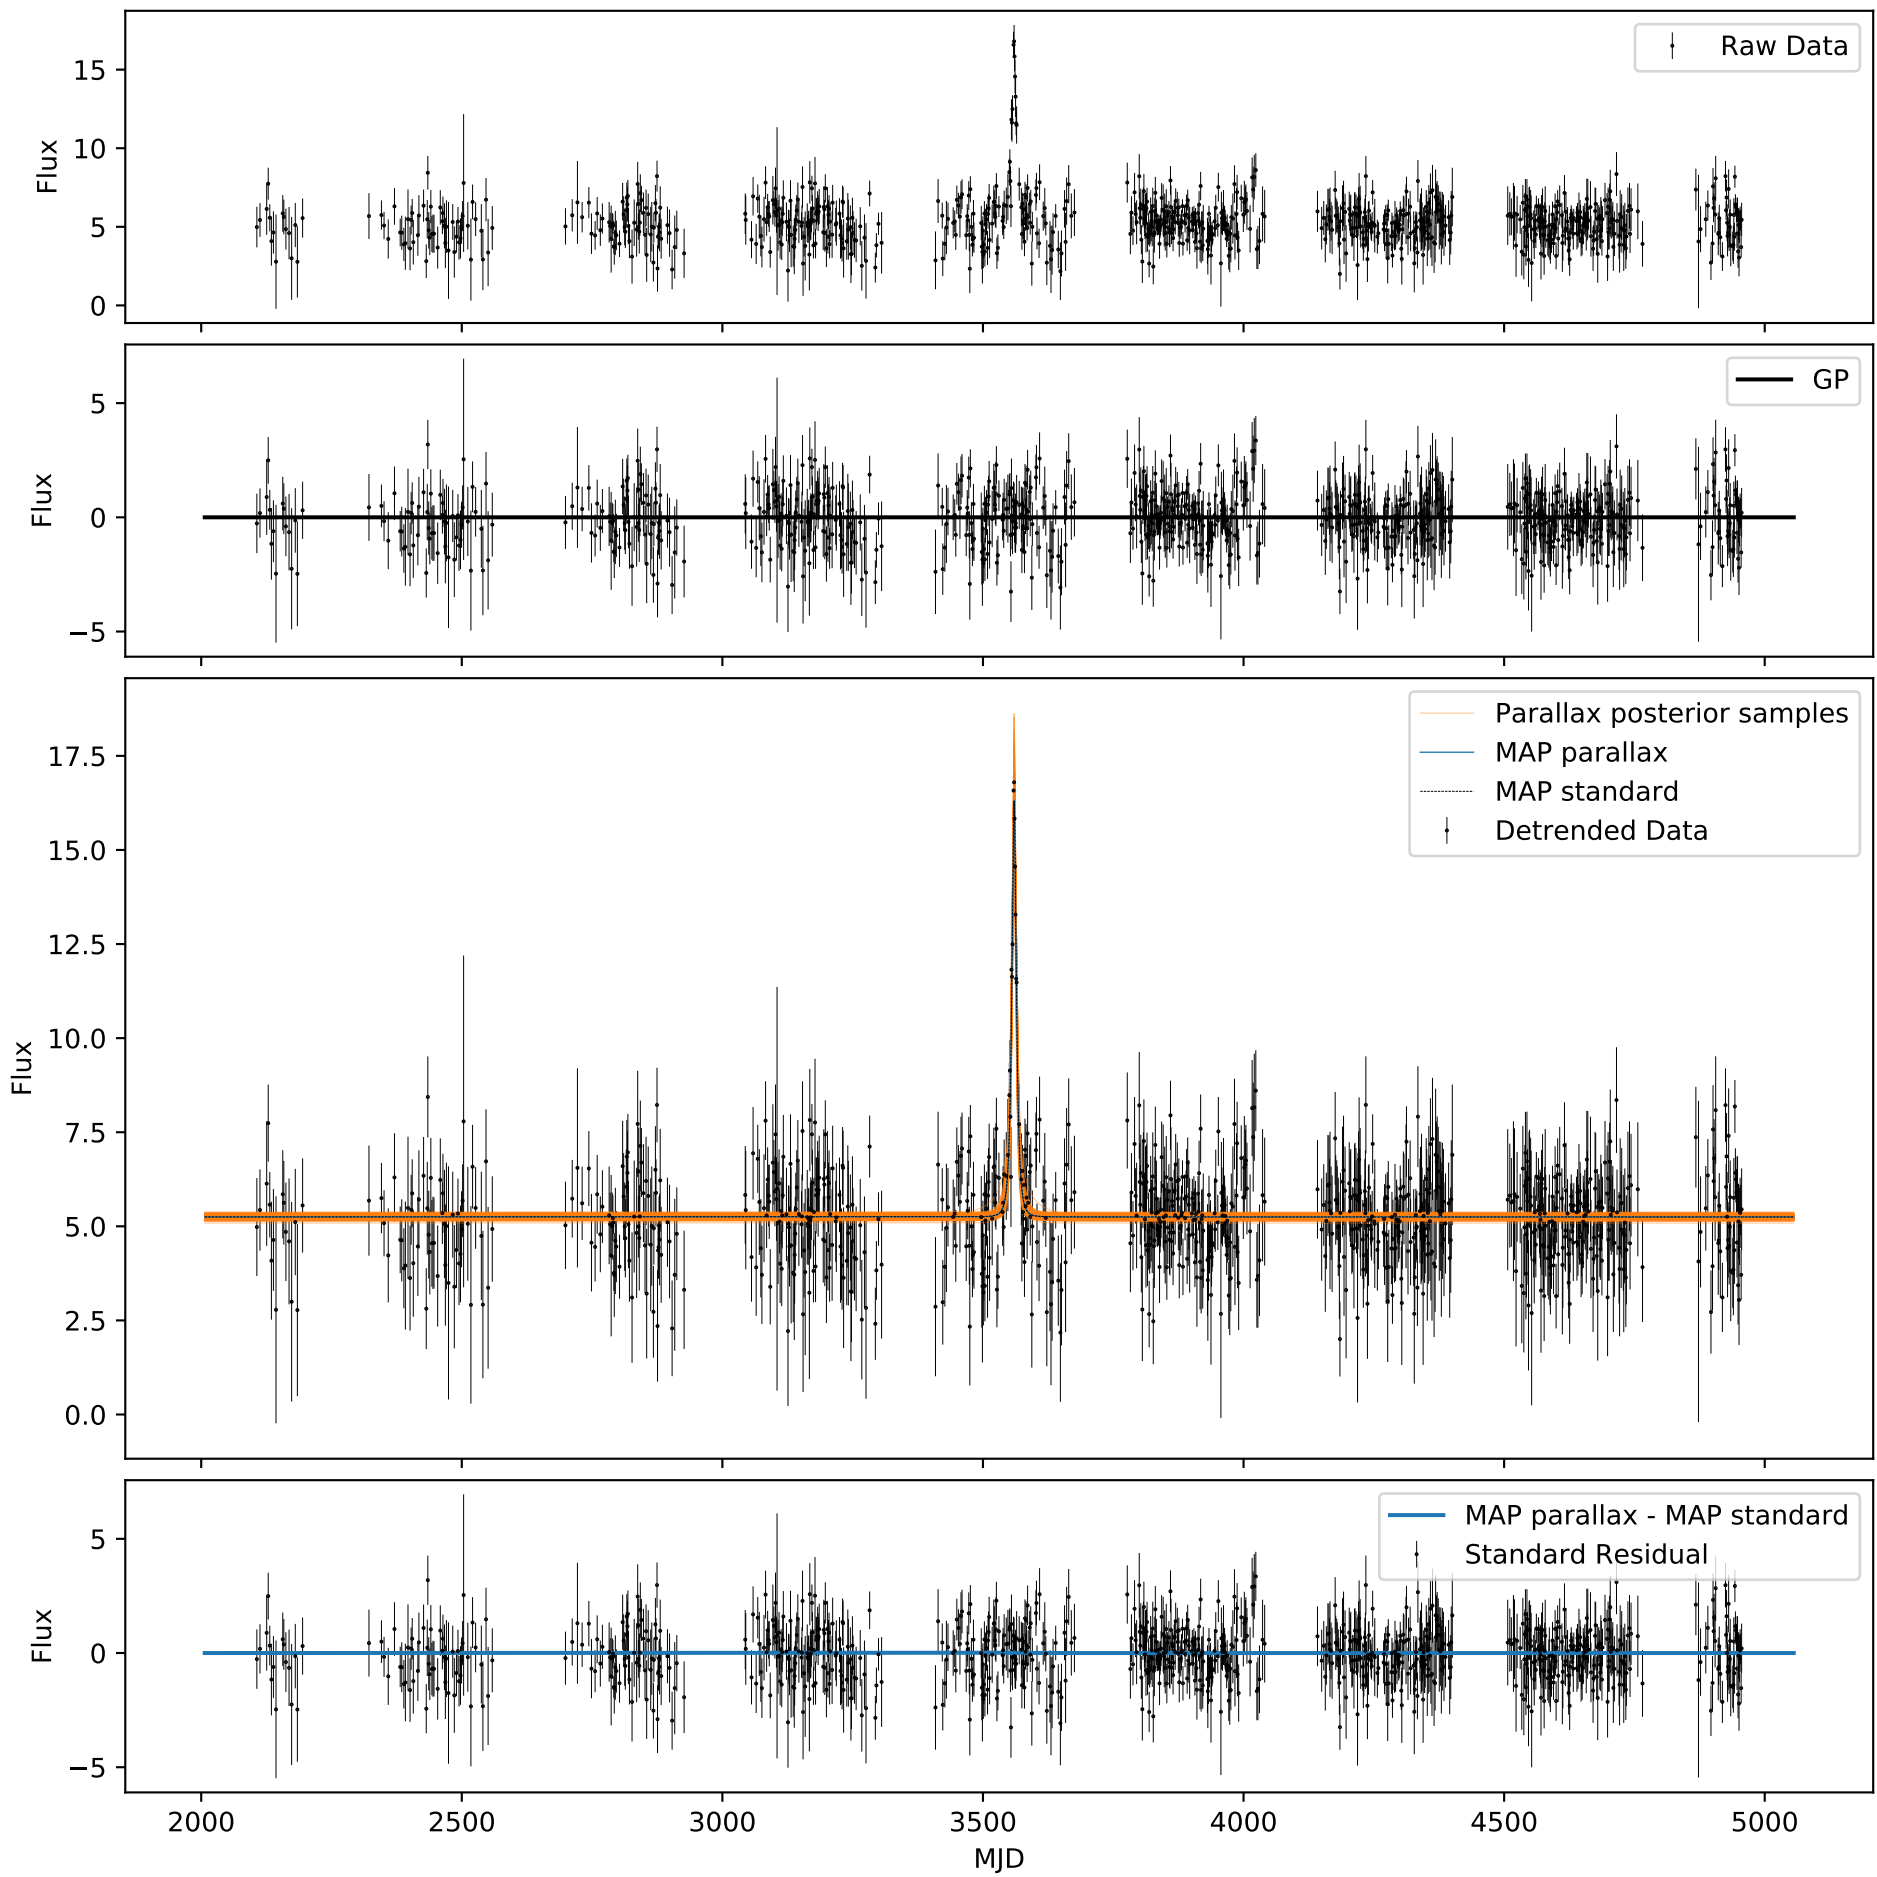 Raw Data
15
10
5
0
Flux
GP
5
0
−5
Flux
Parallax posterior samples
MAP parallax
MAP standard
Detrended Data
17.5
15.0
12.5
10.0
7.5
5.0
2.5
0.0
Flux
MAP parallax - MAP standard
Standard Residual
5
0
−5
Flux
2000 2500 3000 3500 4000 4500 5000
MJD